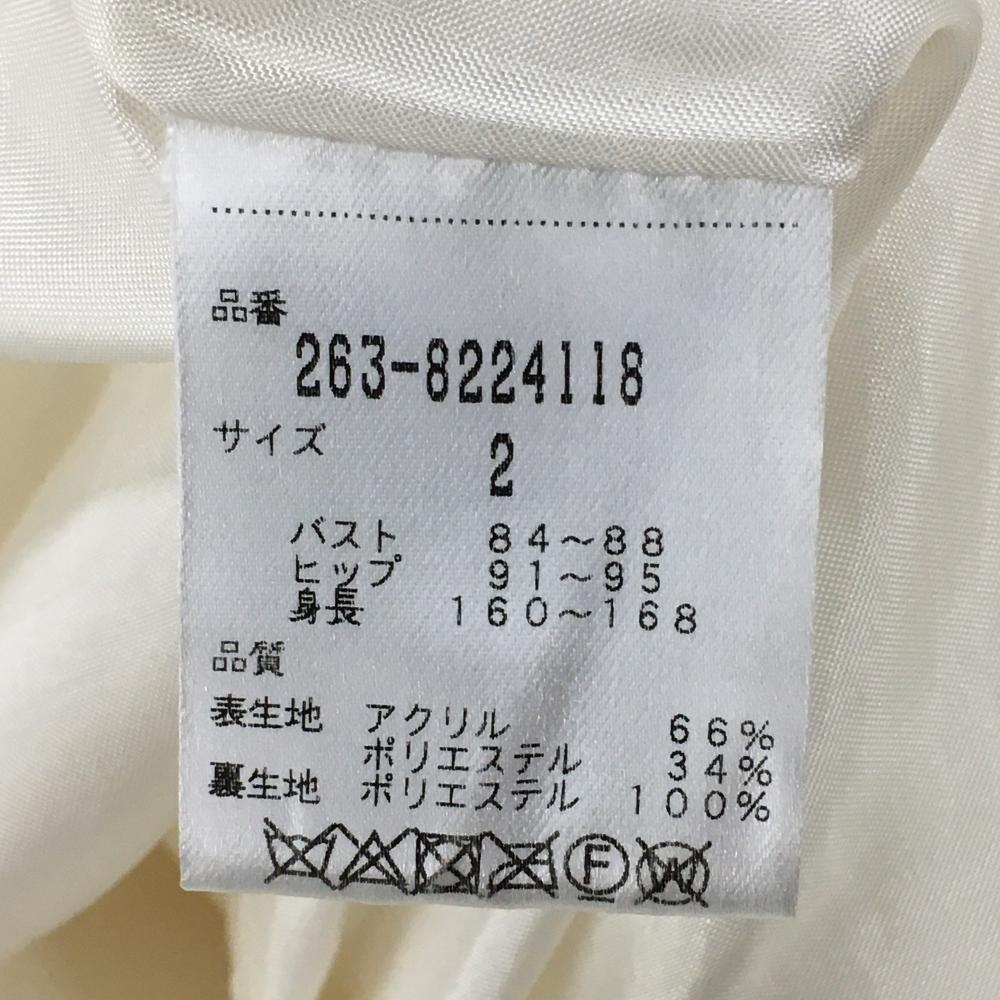 品番
263-8224118
サイズ
2
バスト 84～88
ヒップ 91～95
身長 160～168
品質
表生地 アクリル 66%
ポリエステル 34%
裏生地 ポリエステル 100%
F W